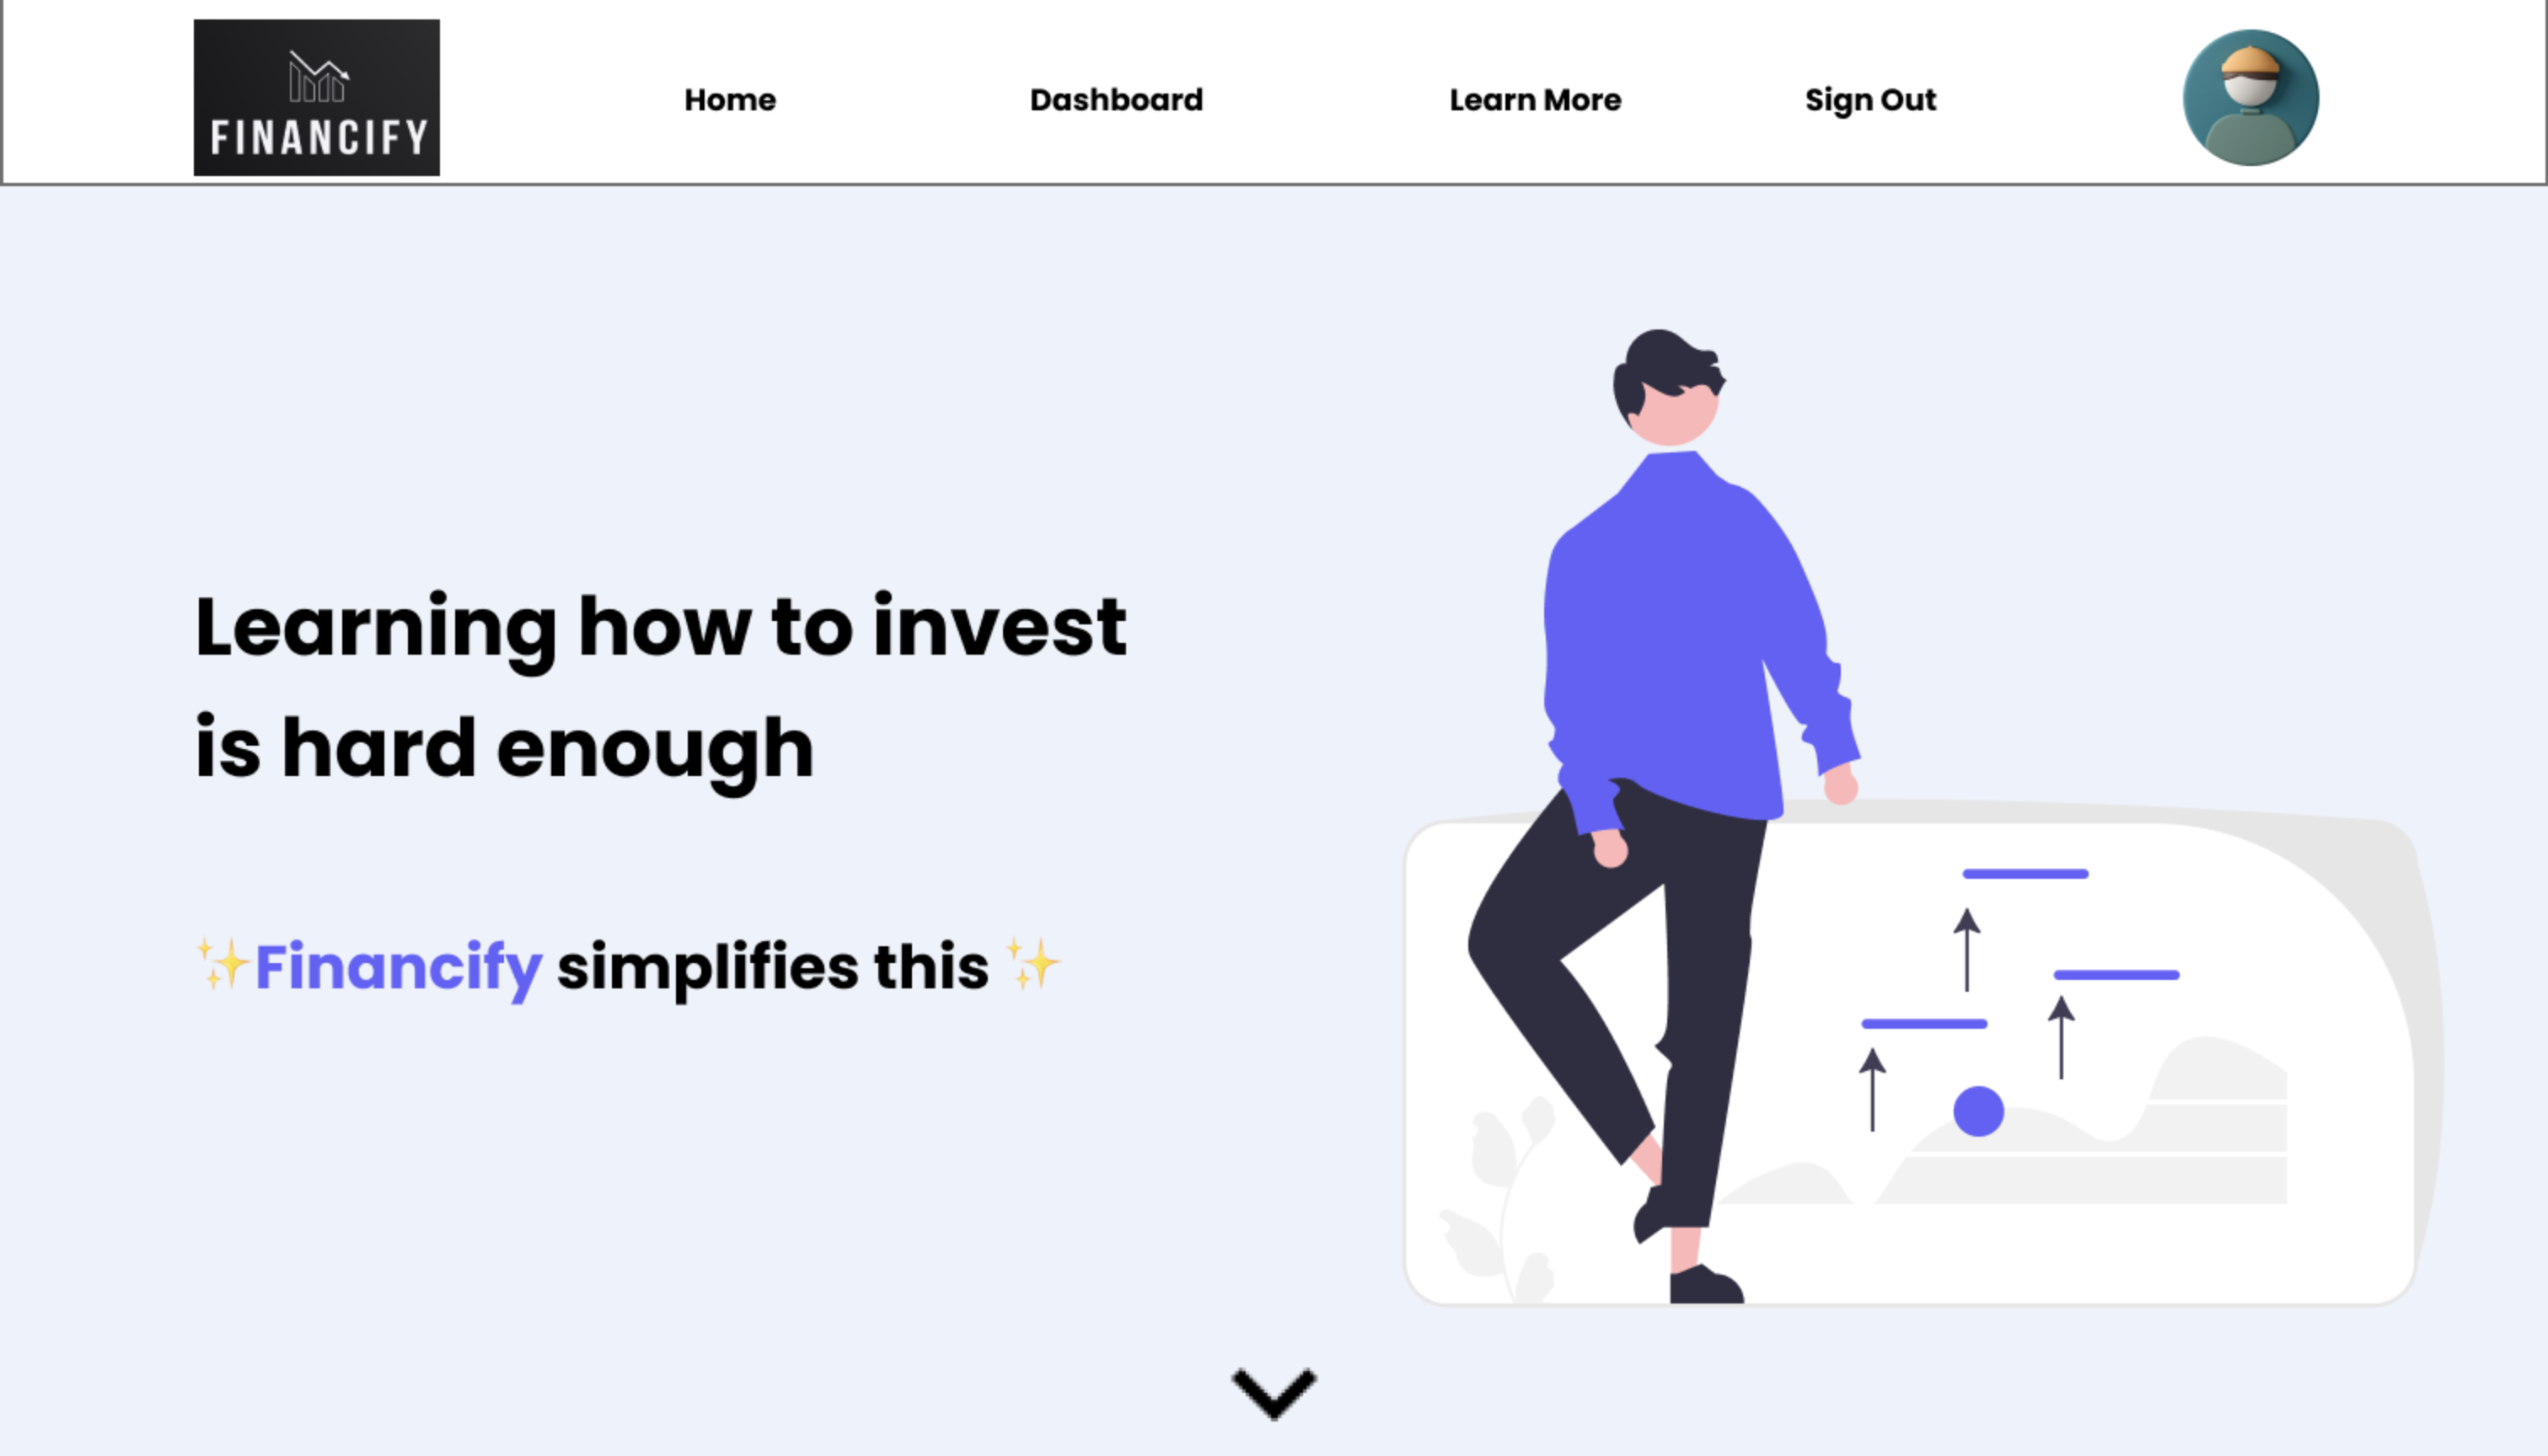 FINANCIFY
Home
Dashboard
Learn More
Sign Out
Learning how to invest
is hard enough
✨Financify simplifies this ✨